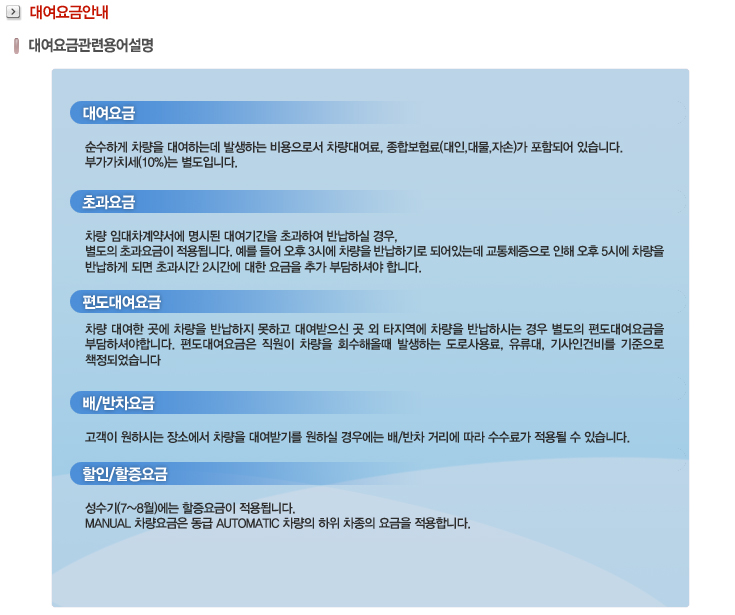 대여요금안내
대여요금관련용어설명
대여요금
순수하게 차량을 대여하는데 발생하는 비용으로서 차량대여료, 종합보험료(대인,대물,자손)가 포함되어 있습니다.
부가가치세(10%)는 별도입니다.
초과요금
차량 임대차계약서에 명시된 대여기간을 초과하여 반납하실 경우,
별도의 초과요금이 적용됩니다. 예를 들어 오후 3시에 차량을 반납하기로 되어있는데 교통체증으로 인해 오후 5시에 차량을
반납하게 되면 초과시간 2시간에 대한 요금을 추가 부담하셔야 합니다.
편도대여요금
차량 대여한 곳에 차량을 반납하지 못하고 대여받으신 곳 외 타지역에 차량을 반납하시는 경우 별도의 편도대여요금을
부담하셔야합니다. 편도대여요금은 직원이 차량을 회수해올때 발생하는 도로사용료, 유류대, 기사인건비를 기준으로
책정되었습니다
배/반차요금
고객이 원하시는 장소에서 차량을 대여받기를 원하실 경우에는 배/반차 거리에 따라 수수료가 적용될 수 있습니다.
할인/할증요금
성수기(7~8월)에는 할증요금이 적용됩니다.
MANUAL 차량요금은 동급 AUTOMATIC 차량의 하위 차종의 요금을 적용합니다.